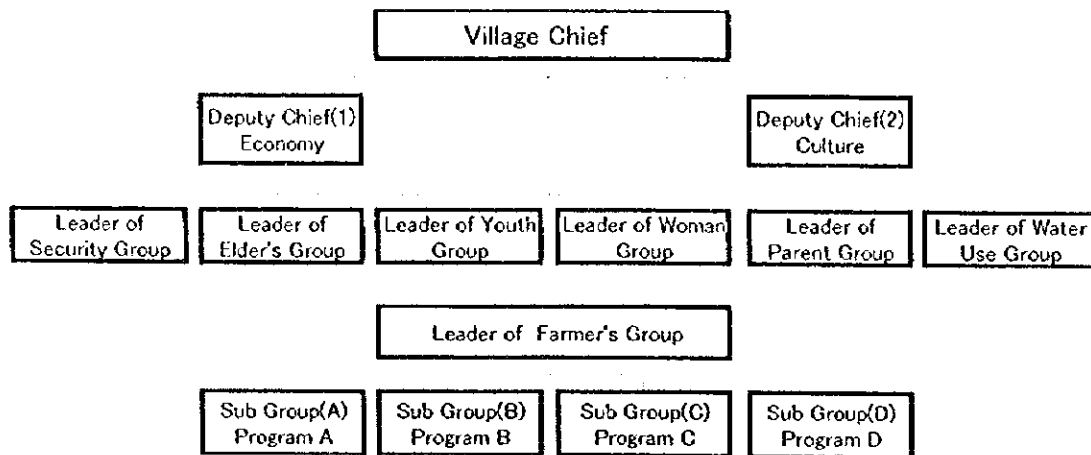 Village Chief
Deputy Chief(1)
Economy
Deputy Chief(2)
Culture
Leader of
Security Group
Leader of
Elder's Group
Leader of Youth
Group
Leader of Woman
Group
Leader of
Parent Group
Leader of Water
Use Group
Leader of Farmer's Group
Sub Group(A)
Program A
Sub Group(B)
Program B
Sub Group(C)
Program C
Sub Group(D)
Program D